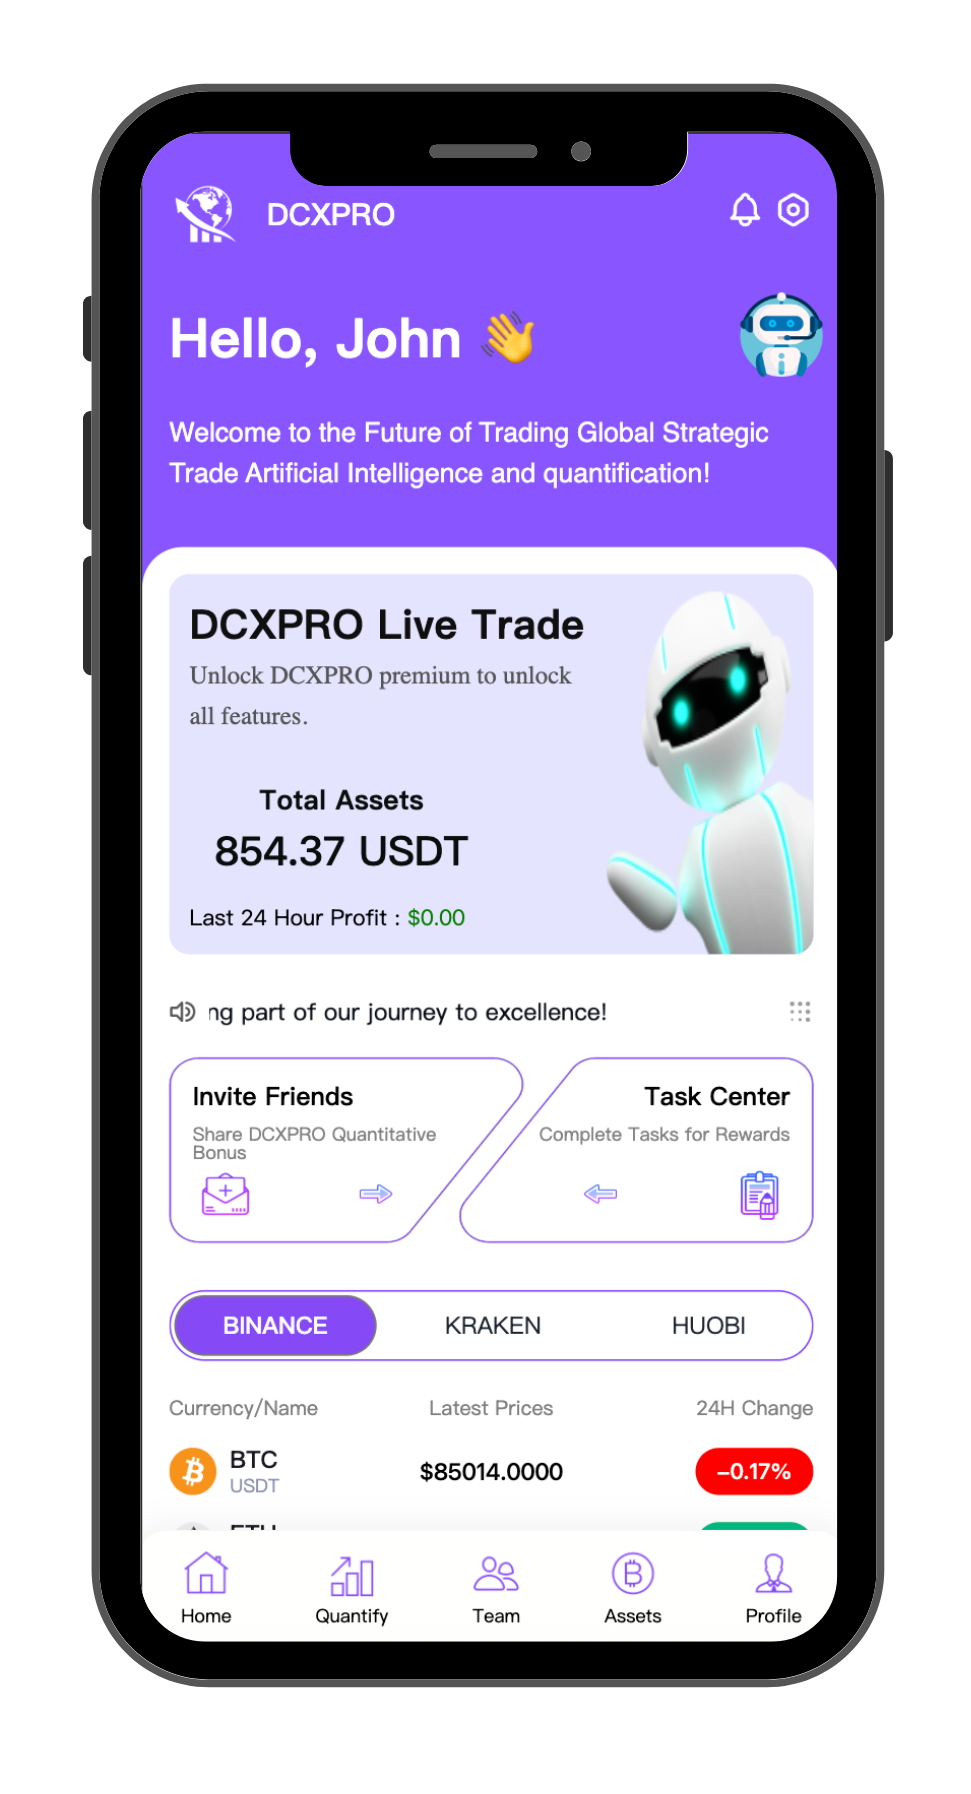 DCXPRO
Hello, John 👋
Welcome to the Future of Trading Global Strategic
Trade Artificial Intelligence and quantification!
DCXPRO Live Trade
Unlock DCXPRO premium to unlock
all features.
Total Assets
854.37 USDT
Last 24 Hour Profit : $0.00
ng part of our journey to excellence!
Invite Friends
Share DCXPRO Quantitative
Bonus
Task Center
Complete Tasks for Rewards
BINANCE KRAKEN HUOBI
Currency/Name Latest Prices 24H Change
BTC
USDT
$85014.0000
-0.17%
Home Quantify Team Assets Profile